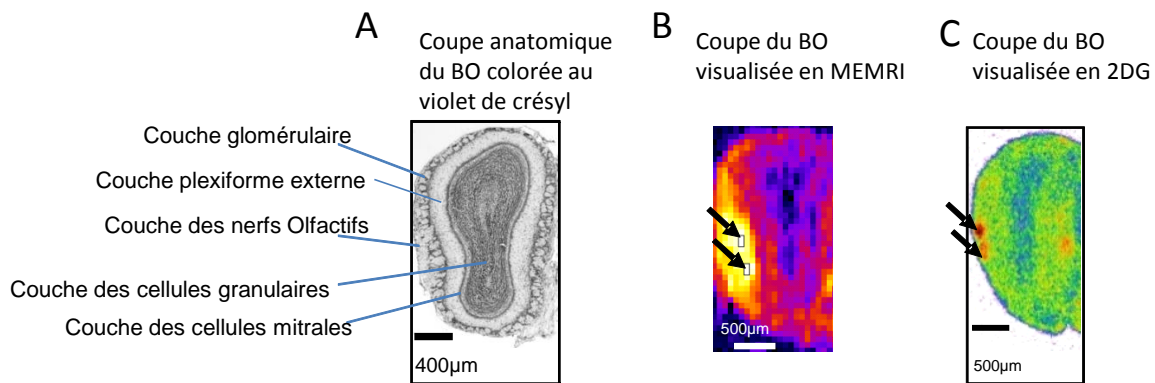 A
Coupe anatomique
du BO colorée au
violet de crésyl
Couche glomérulaire
Couche plexiforme externe
Couche des nerfs Olfactifs
Couche des cellules granulaires
Couche des cellules mitrales
400µm
B
Coupe du BO
visualisée en MEMRI
500µm
C
Coupe du BO
visualisée en 2DG
500µm